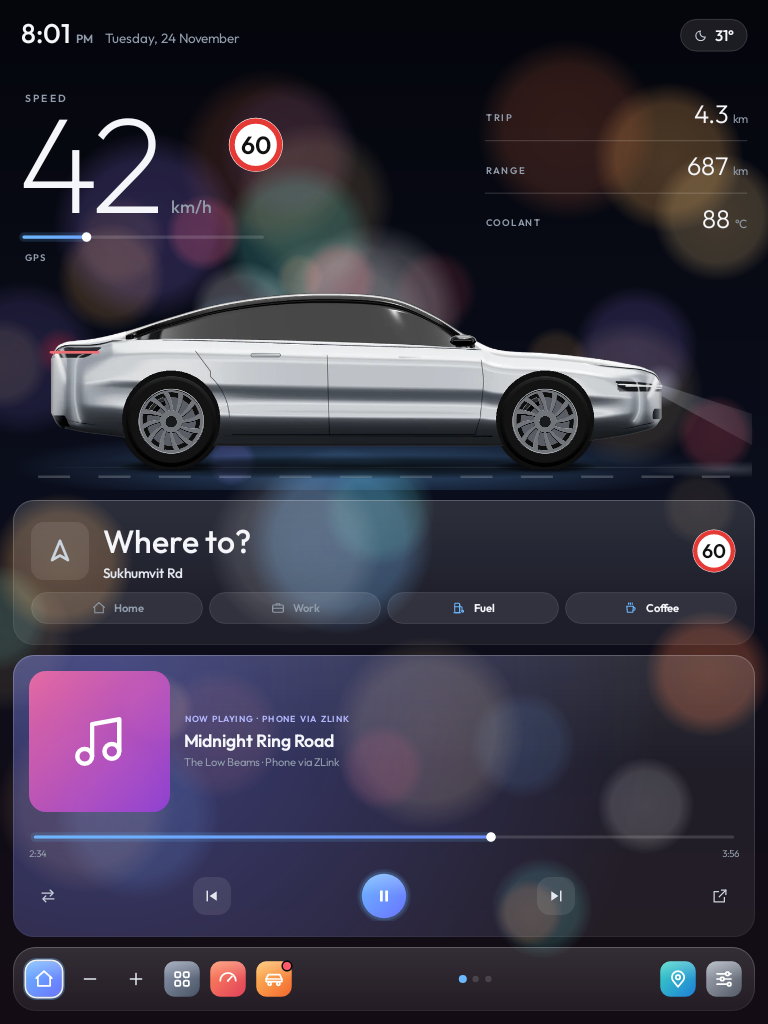 8:01 PM Tuesday, 24 November
31°
SPEED
42 km/h
60
GPS
TRIP 4.3 km
RANGE 687 km
COOLANT 88 °C
Where to?
Sukhumvit Rd
60
Home Work Fuel Coffee
NOW PLAYING · PHONE VIA ZLINK
Midnight Ring Road
The Low Beams · Phone via ZLink
2:34 3:56